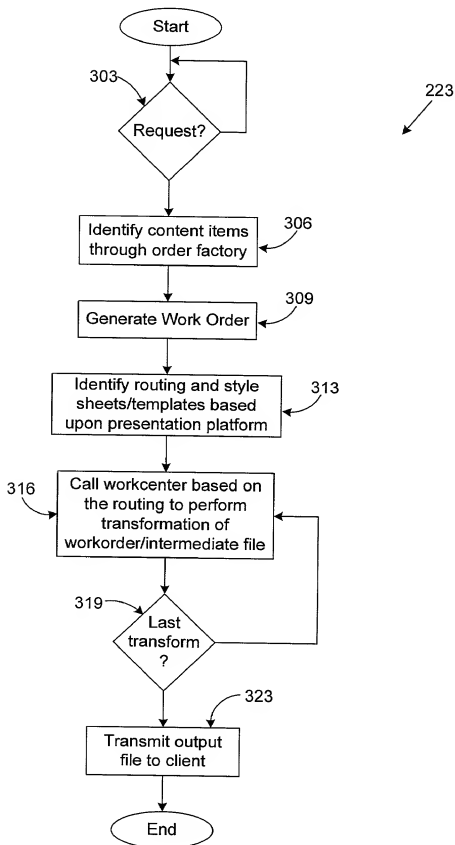 Start
303
Request?
223
Identify content items
through order factory
306
Generate Work Order
309
Identify routing and style
sheets/templates based
upon presentation platform
313
316
Call workcenter based on
the routing to perform
transformation of
workorder/intermediate file
319
Last
transform
?
323
Transmit output
file to client
End